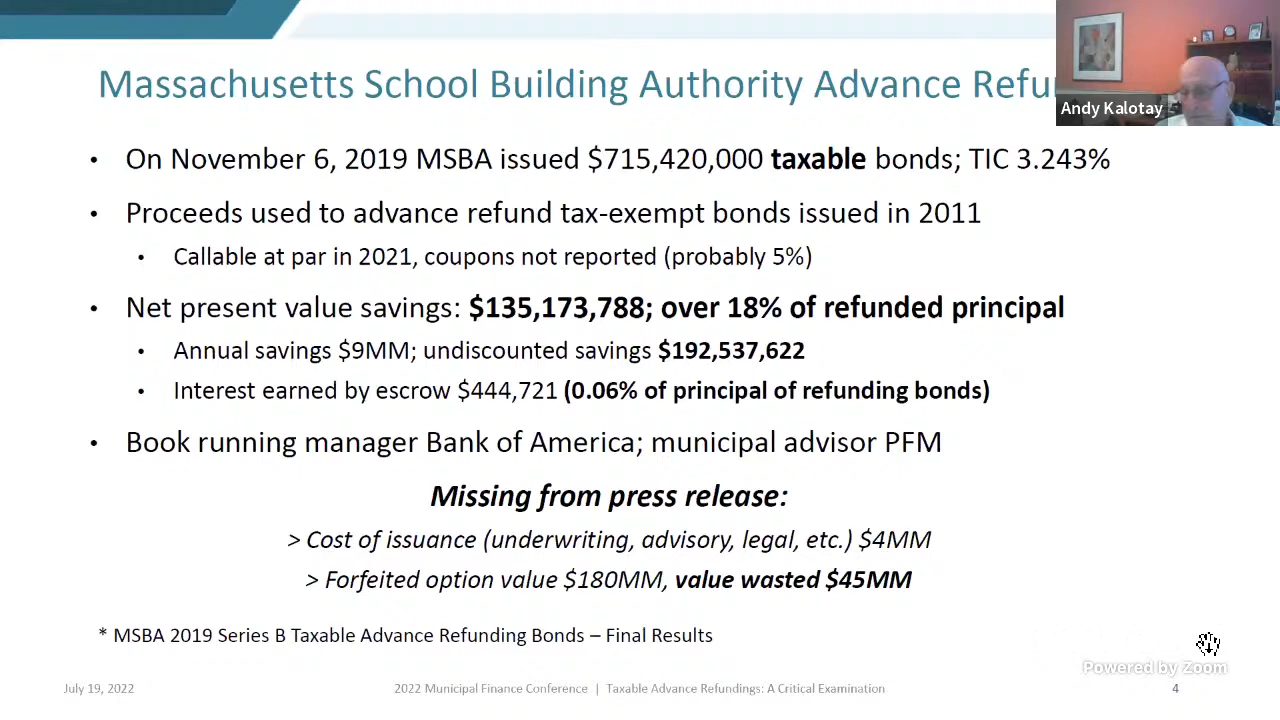 Massachusetts School Building Authority Advance Refu
Andy Kalotay
• On November 6, 2019 MSBA issued $715,420,000 taxable bonds; TIC 3.243%
• Proceeds used to advance refund tax-exempt bonds issued in 2011
• Callable at par in 2021, coupons not reported (probably 5%)
• Net present value savings: $135,173,788; over 18% of refunded principal
• Annual savings $9MM; undiscounted savings $192,537,622
• Interest earned by escrow $444,721 (0.06% of principal of refunding bonds)
• Book running manager Bank of America; municipal advisor PFM
Missing from press release:
> Cost of issuance (underwriting, advisory, legal, etc.) $4MM
> Forfeited option value $180MM, value wasted $45MM
* MSBA 2019 Series B Taxable Advance Refunding Bonds – Final Results
Powered by Zoom
July 19, 2022
2022 Municipal Finance Conference | Taxable Advance Refundings: A Critical Examination
4